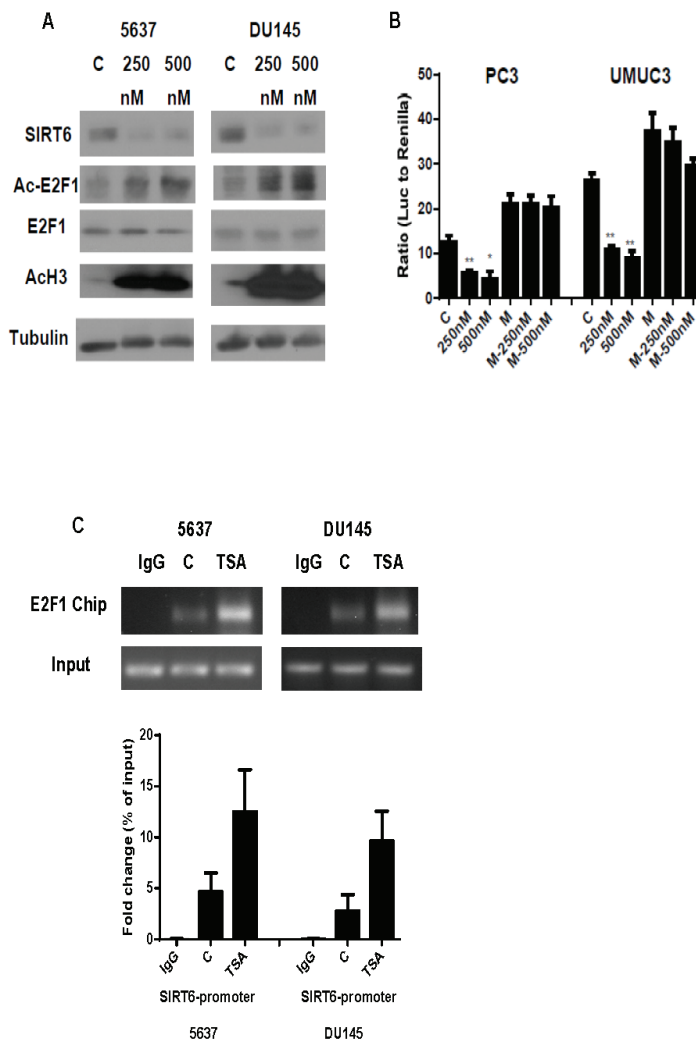 A
5637 DU145
C 250 500 C 250 500
nM nM nM nM
SIRT6
Ac-E2F1
E2F1
AcH3
Tubulin
B
PC3 UMUC3
Ratio (Luc to Renilla)
50
40
30
20
10
0
** * ** **
C 250nM 500nM M M-250nM M-500nM C 250nM 500nM M M-250nM M-500nM
C
5637 DU145
IgG C TSA IgG C TSA
E2F1 Chip
Input
Fold change (% of input)
20
15
10
5
0
IgG C TSA IgG C TSA
SIRT6-promoter SIRT6-promoter
5637 DU145